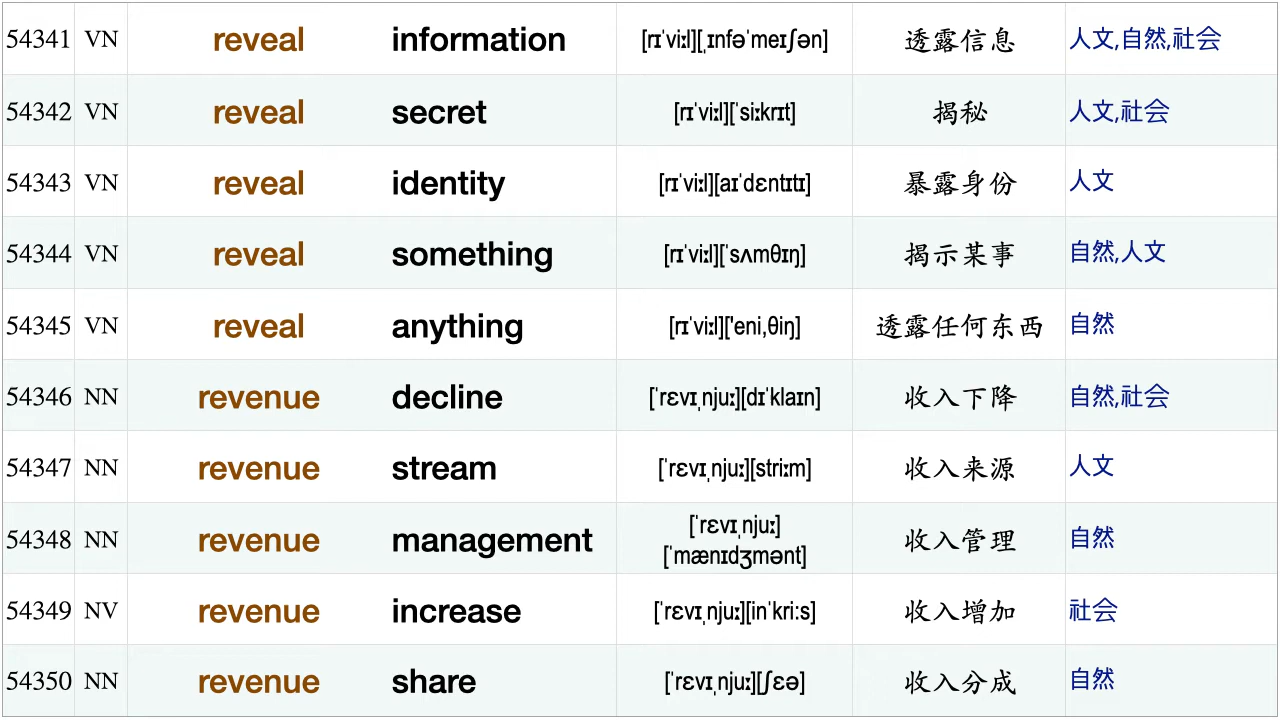 54341 VN reveal information [rɪˈviːl][ˌɪnfəˈmeɪʃən] 透露信息 人文,自然,社会
54342 VN reveal secret [rɪˈviːl][ˈsiːkrɪt] 揭秘 人文,社会
54343 VN reveal identity [rɪˈviːl][aɪˈdɛntɪtɪ] 暴露身份 人文
54344 VN reveal something [rɪˈviːl][ˈsʌmθɪŋ] 揭示某事 自然,人文
54345 VN reveal anything [rɪˈviːl]['eni,θiŋ] 透露任何东西 自然
54346 NN revenue decline [ˈrɛvɪˌnjuː][dɪˈklaɪn] 收入下降 自然,社会
54347 NN revenue stream [ˈrɛvɪˌnjuː][striːm] 收入来源 人文
54348 NN revenue management [ˈrɛvɪˌnjuː] [ˈmænɪdʒmənt] 收入管理 自然
54349 NV revenue increase [ˈrɛvɪˌnjuː][inˈkriːs] 收入增加 社会
54350 NN revenue share [ˈrɛvɪˌnjuː][ʃɛə] 收入分成 自然